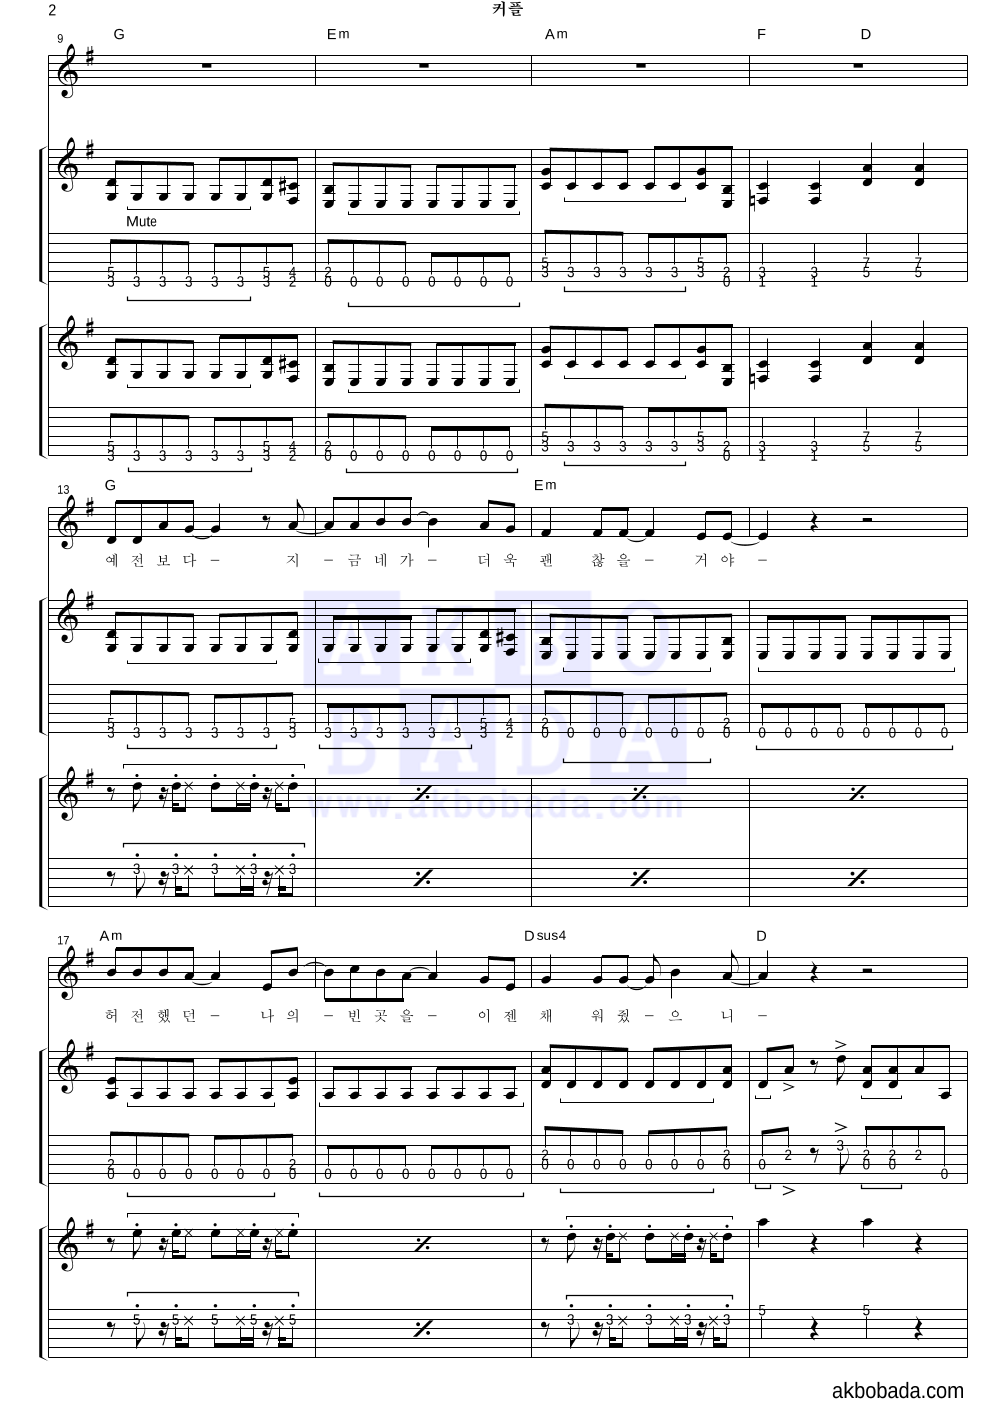 2 커플
9 G Em Am F D
Mute
5 3 3 3 3 3 3 5 3 4 2 2 0 0 0 0 0 0 0 0 5 3 3 3 3 3 3 5 3 2 0 3 1 3 1 7 5 7 5
5 3 3 3 3 3 3 5 3 4 2 2 0 0 0 0 0 0 0 0 5 3 3 3 3 3 3 5 3 2 0 3 1 3 1 7 5 7 5
13 G Em
예 전 보 다 – 지 – 금 네 가 – 더 욱 괜 찮 을 – 거 야 –
AKBO
BADA
www.akbobada.com
5 3 3 3 3 3 3 3 5 3 3 3 3 3 3 3 5 3 4 2 2 0 0 0 0 0 0 0 2 0 0 0 0 0 0 0 0 0
3 3 3 3 3
17 Am Dsus4 D
허 전 했 던 – 나 의 – 빈 곳 을 – 이 젠 채 워 줬 – 으 니 –
2 0 0 0 0 0 0 0 2 0 0 0 0 0 0 0 0 0 2 0 0 0 0 0 0 0 2 0 0 2 3 2 0 2 0 2 0
5 5 5 5 5 3 3 3 3 3 5 5
akbobada.com